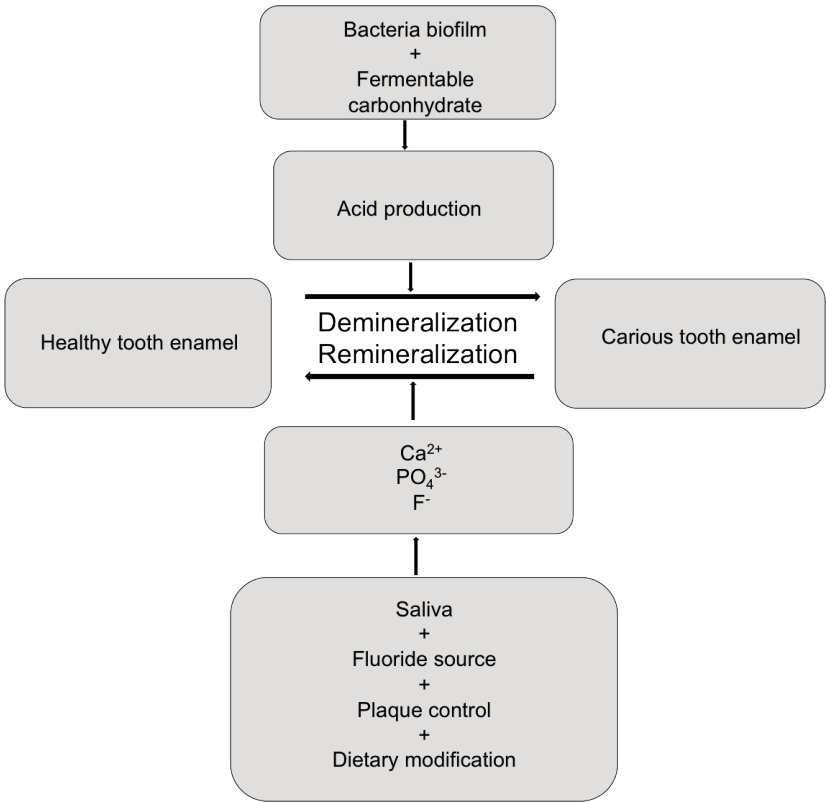 Bacteria biofilm
+
Fermentable
carbonhydrate
Acid production
Healthy tooth enamel
Demineralization
Remineralization
Carious tooth enamel
Ca²⁺
PO₄³⁻
F⁻
Saliva
+
Fluoride source
+
Plaque control
+
Dietary modification